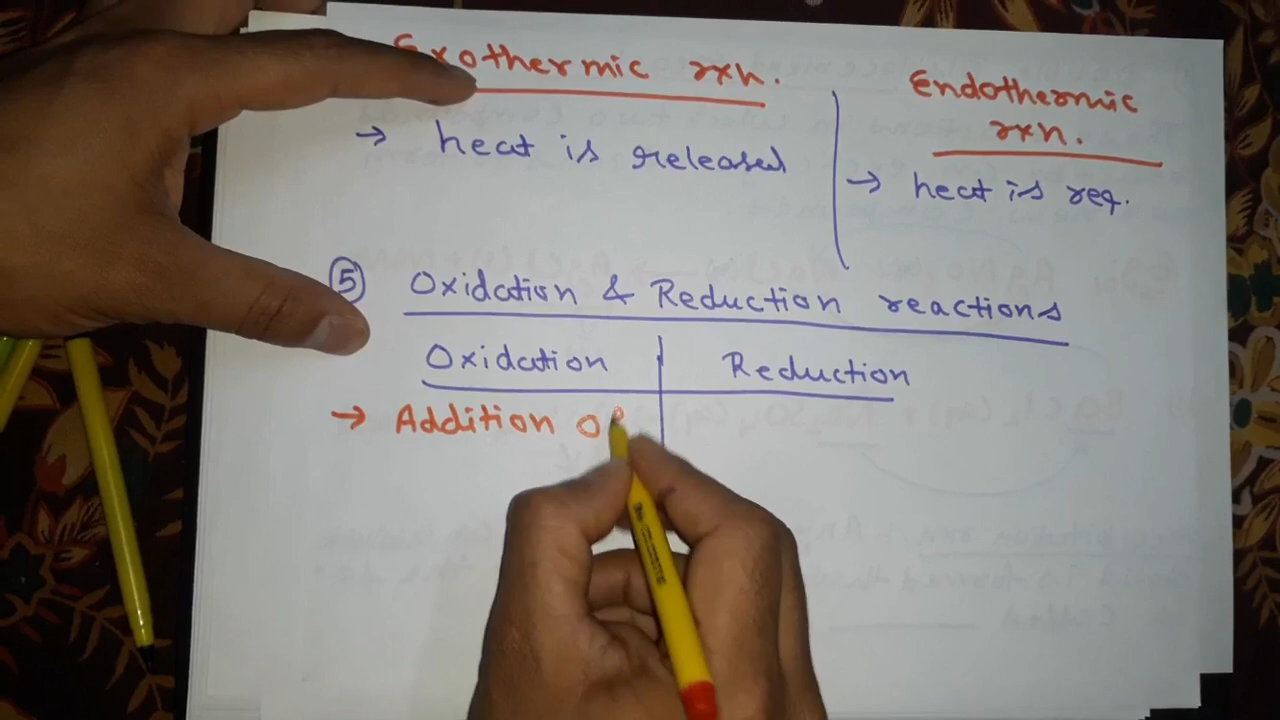 Exothermic rxn.
→ heat is released
Endothermic
rxn.
→ heat is req.
⑤ Oxidation & Reduction reactions
Oxidation
Reduction
→ Addition o